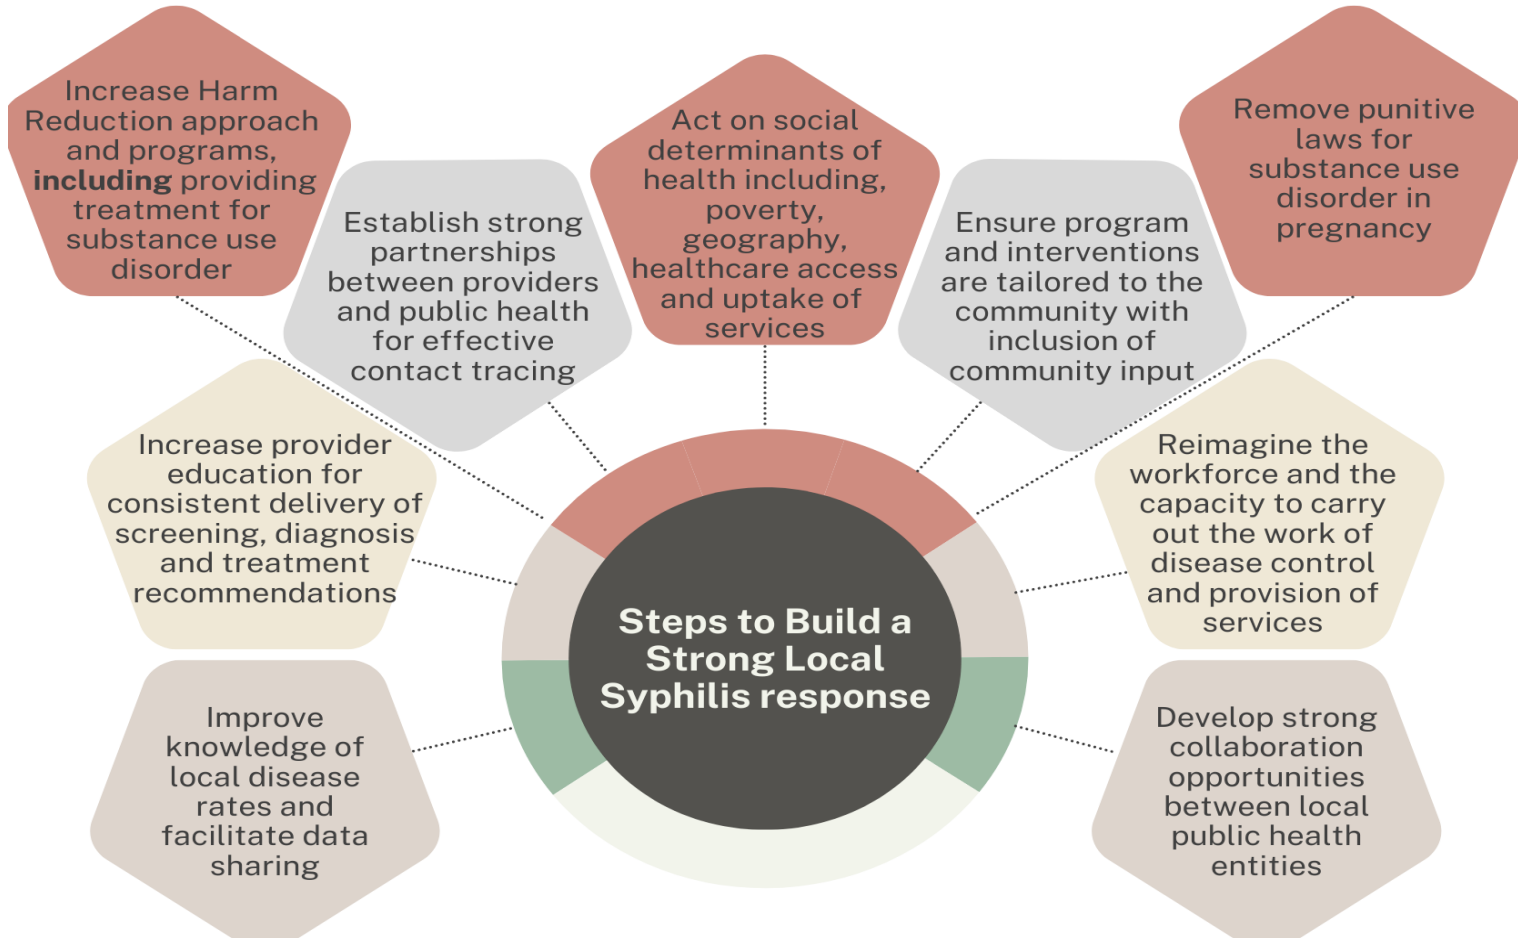 Increase Harm
Reduction approach
and programs,
including providing
treatment for
substance use
disorder
Establish strong
partnerships
between providers
and public health
for effective
contact tracing
Act on social
determinants of
health including,
poverty,
geography,
healthcare access
and uptake of
services
Ensure program
and interventions
are tailored to the
community with
inclusion of
community input
Remove punitive
laws for
substance use
disorder in
pregnancy
Increase provider
education for
consistent delivery of
screening, diagnosis
and treatment
recommendations
Reimagine the
workforce and the
capacity to carry
out the work of
disease control
and provision of
services
Steps to Build a
Strong Local
Syphilis response
Improve
knowledge of
local disease
rates and
facilitate data
sharing
Develop strong
collaboration
opportunities
between local
public health
entities